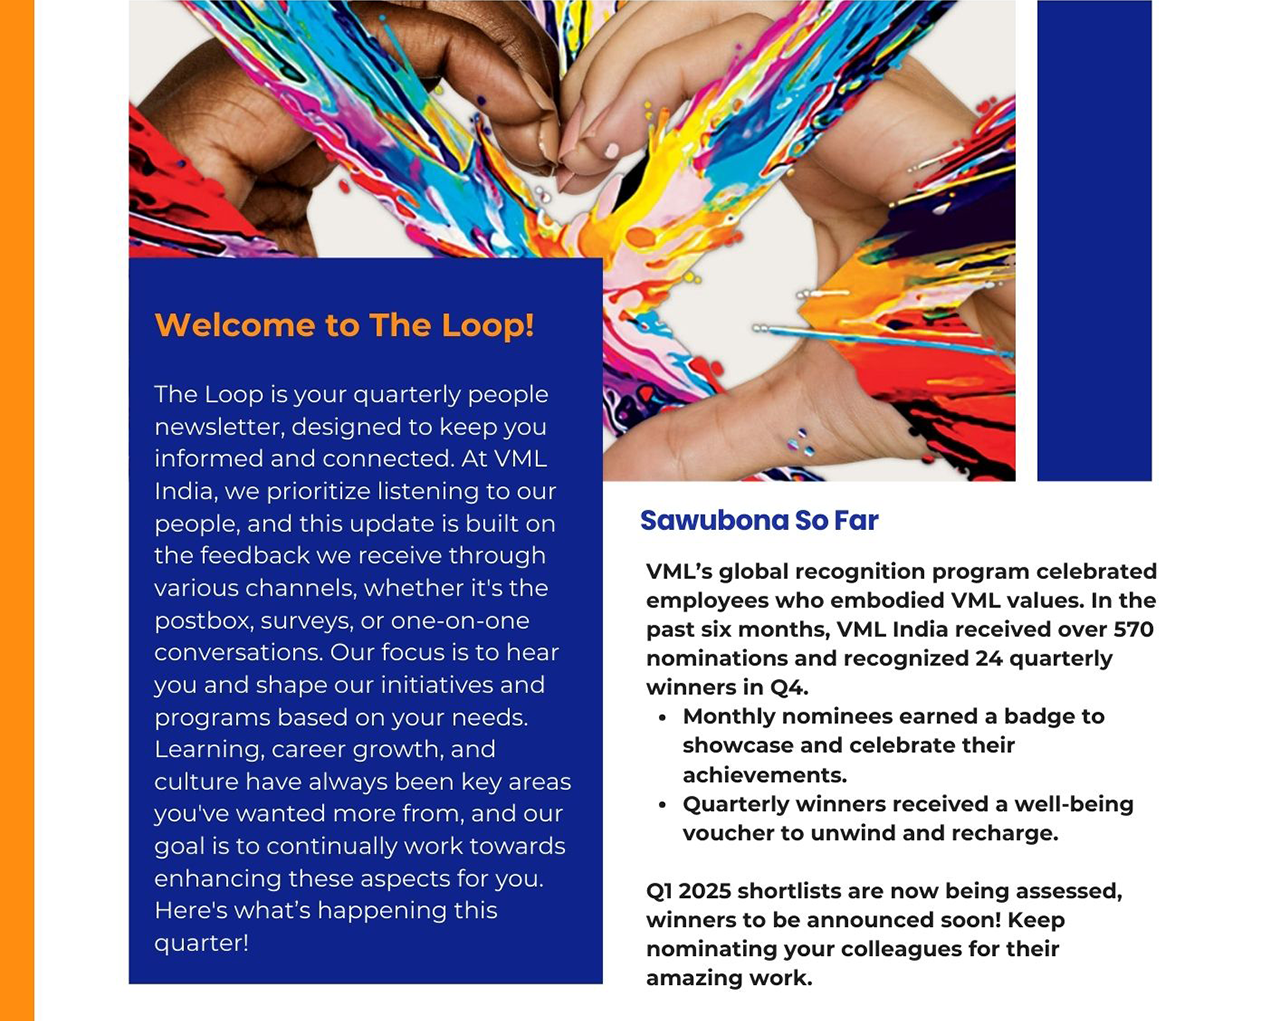 Welcome to The Loop!
The Loop is your quarterly people
newsletter, designed to keep you
informed and connected. At VML
India, we prioritize listening to our
people, and this update is built on
the feedback we receive through
various channels, whether it's the
postbox, surveys, or one-on-one
conversations. Our focus is to hear
you and shape our initiatives and
programs based on your needs.
Learning, career growth, and
culture have always been key areas
you've wanted more from, and our
goal is to continually work towards
enhancing these aspects for you.
Here's what’s happening this
quarter!
Sawubona So Far
VML’s global recognition program celebrated
employees who embodied VML values. In the
past six months, VML India received over 570
nominations and recognized 24 quarterly
winners in Q4.
• Monthly nominees earned a badge to
showcase and celebrate their
achievements.
• Quarterly winners received a well-being
voucher to unwind and recharge.
Q1 2025 shortlists are now being assessed,
winners to be announced soon! Keep
nominating your colleagues for their
amazing work.